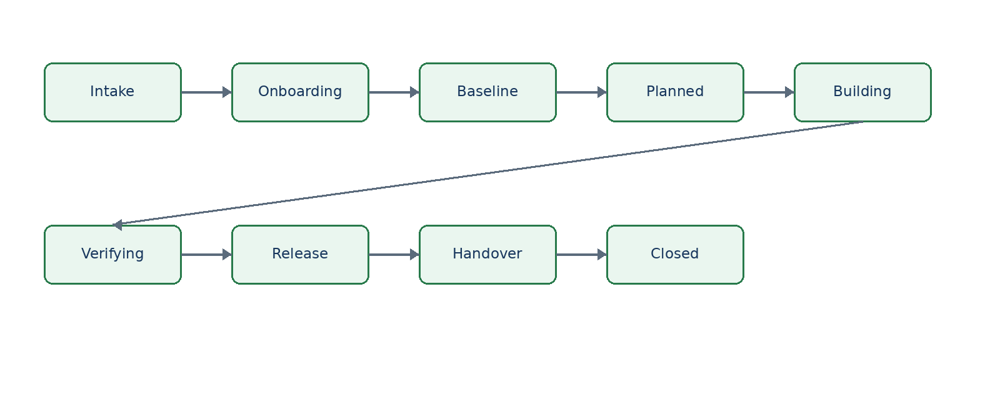 Intake
Onboarding
Baseline
Planned
Building
Verifying
Release
Handover
Closed